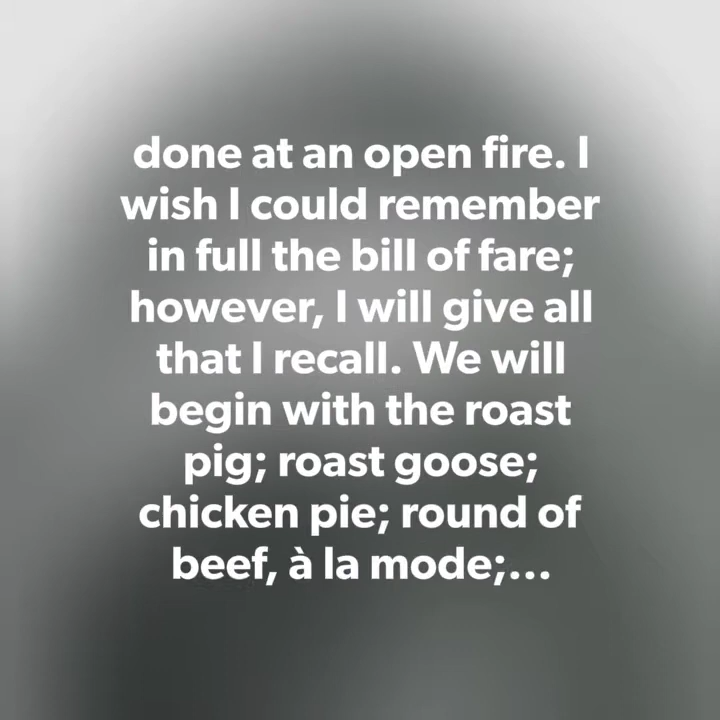 done at an open fire. I
wish I could remember
in full the bill of fare;
however, I will give all
that I recall. We will
begin with the roast
pig; roast goose;
chicken pie; round of
beef, à la mode;...